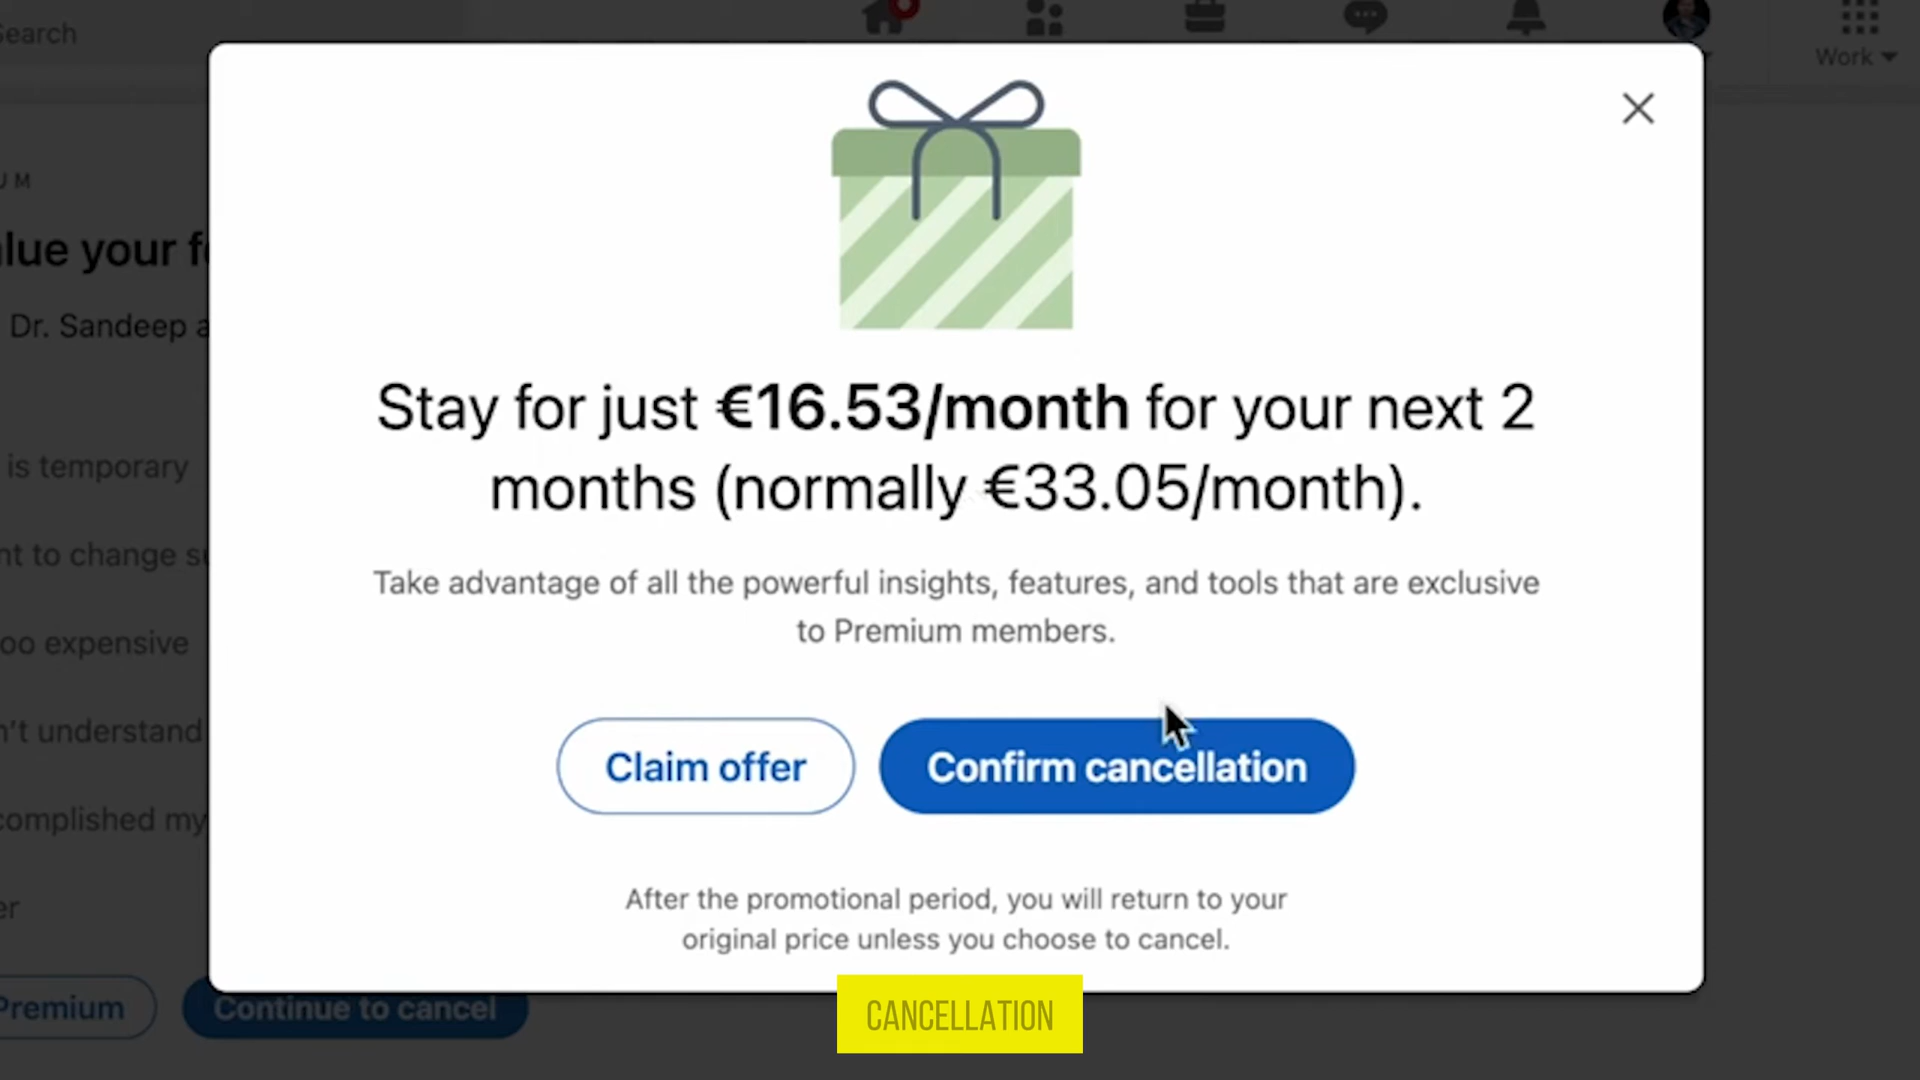 Search
Work
UM
lue your f
Dr. Sandeep a
is temporary
nt to change su
oo expensive
n't understand
complished my
er
Premium
Continue to cancel
Stay for just €16.53/month for your next 2
months (normally €33.05/month).
Take advantage of all the powerful insights, features, and tools that are exclusive
to Premium members.
Claim offer
Confirm cancellation
After the promotional period, you will return to your
original price unless you choose to cancel.
CANCELLATION